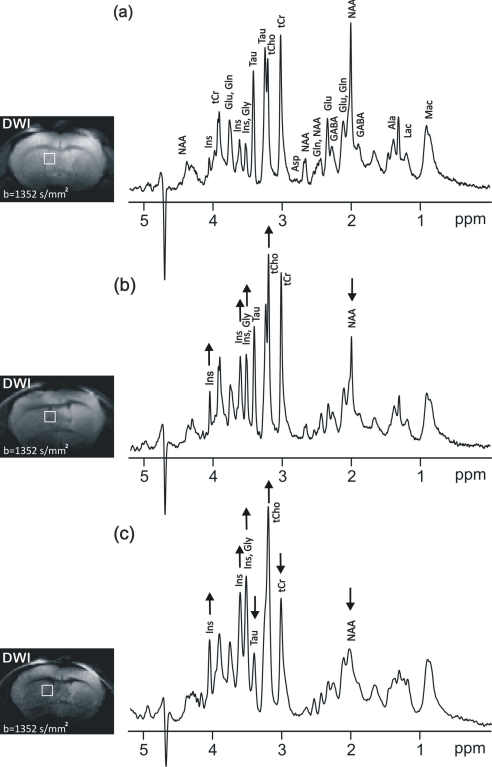 (a)
DWI
b=1352 s/mm²
NAA
Ins
tCr
Glu, Gln
Ins
Ins, Gly
Tau
Tau
tCho
tCr
Asp
NAA
Gln, NAA
Glu
GABA
Glu, Gln
NAA
GABA
Ala
Lac
Mac
5 4 3 2 1 ppm
(b)
DWI
b=1352 s/mm²
Ins
Ins
Ins, Gly
Tau
tCho
tCr
NAA
5 4 3 2 1 ppm
(c)
DWI
b=1352 s/mm²
Ins
Ins
Ins, Gly
Tau
tCho
tCr
NAA
5 4 3 2 1 ppm